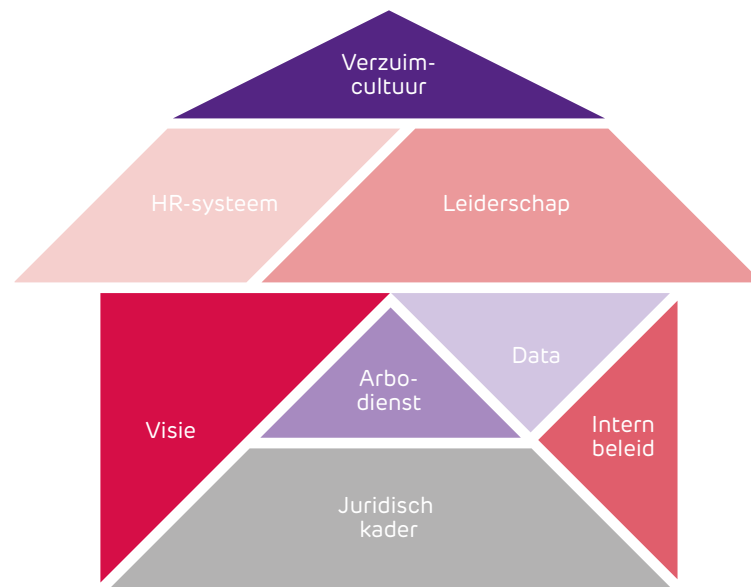 Verzuim-
cultuur
HR-systeem
Leiderschap
Data
Arbo-
dienst
Visie
Intern
beleid
Juridisch
kader